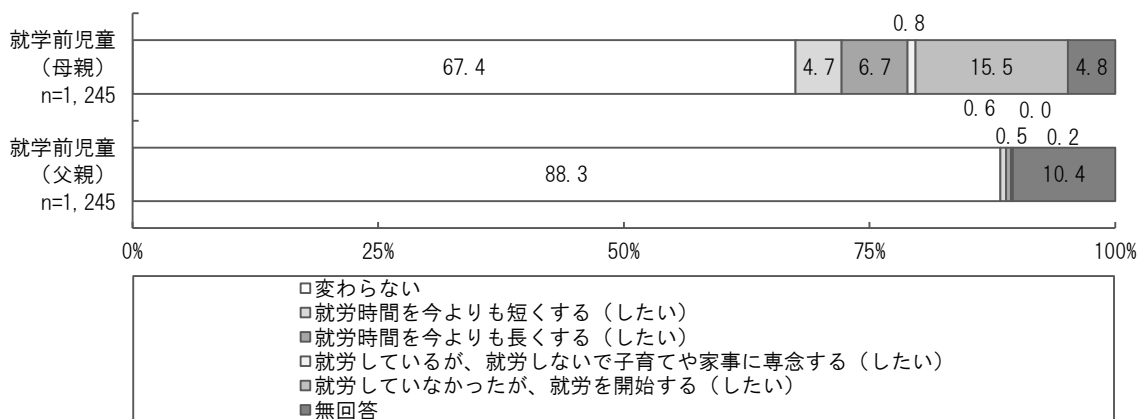 0.8
就学前児童
（母親）
n=1,245
67.4
4.7
6.7
15.5
4.8
0.6
0.0
0.5
0.2
就学前児童
（父親）
n=1,245
88.3
10.4
0%
25%
50%
75%
100%
変わらない
就労時間を今よりも短くする（したい）
就労時間を今よりも長くする（したい）
就労しているが、就労しないで子育てや家事に専念する（したい）
就労していなかったが、就労を開始する（したい）
無回答